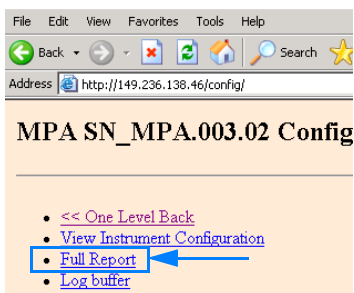 File Edit View Favorites Tools Help
Back Search
Address http://149.236.138.46/config/
MPA SN_MPA.003.02 Config
<< One Level Back
View Instrument Configuration
Full Report
Log buffer